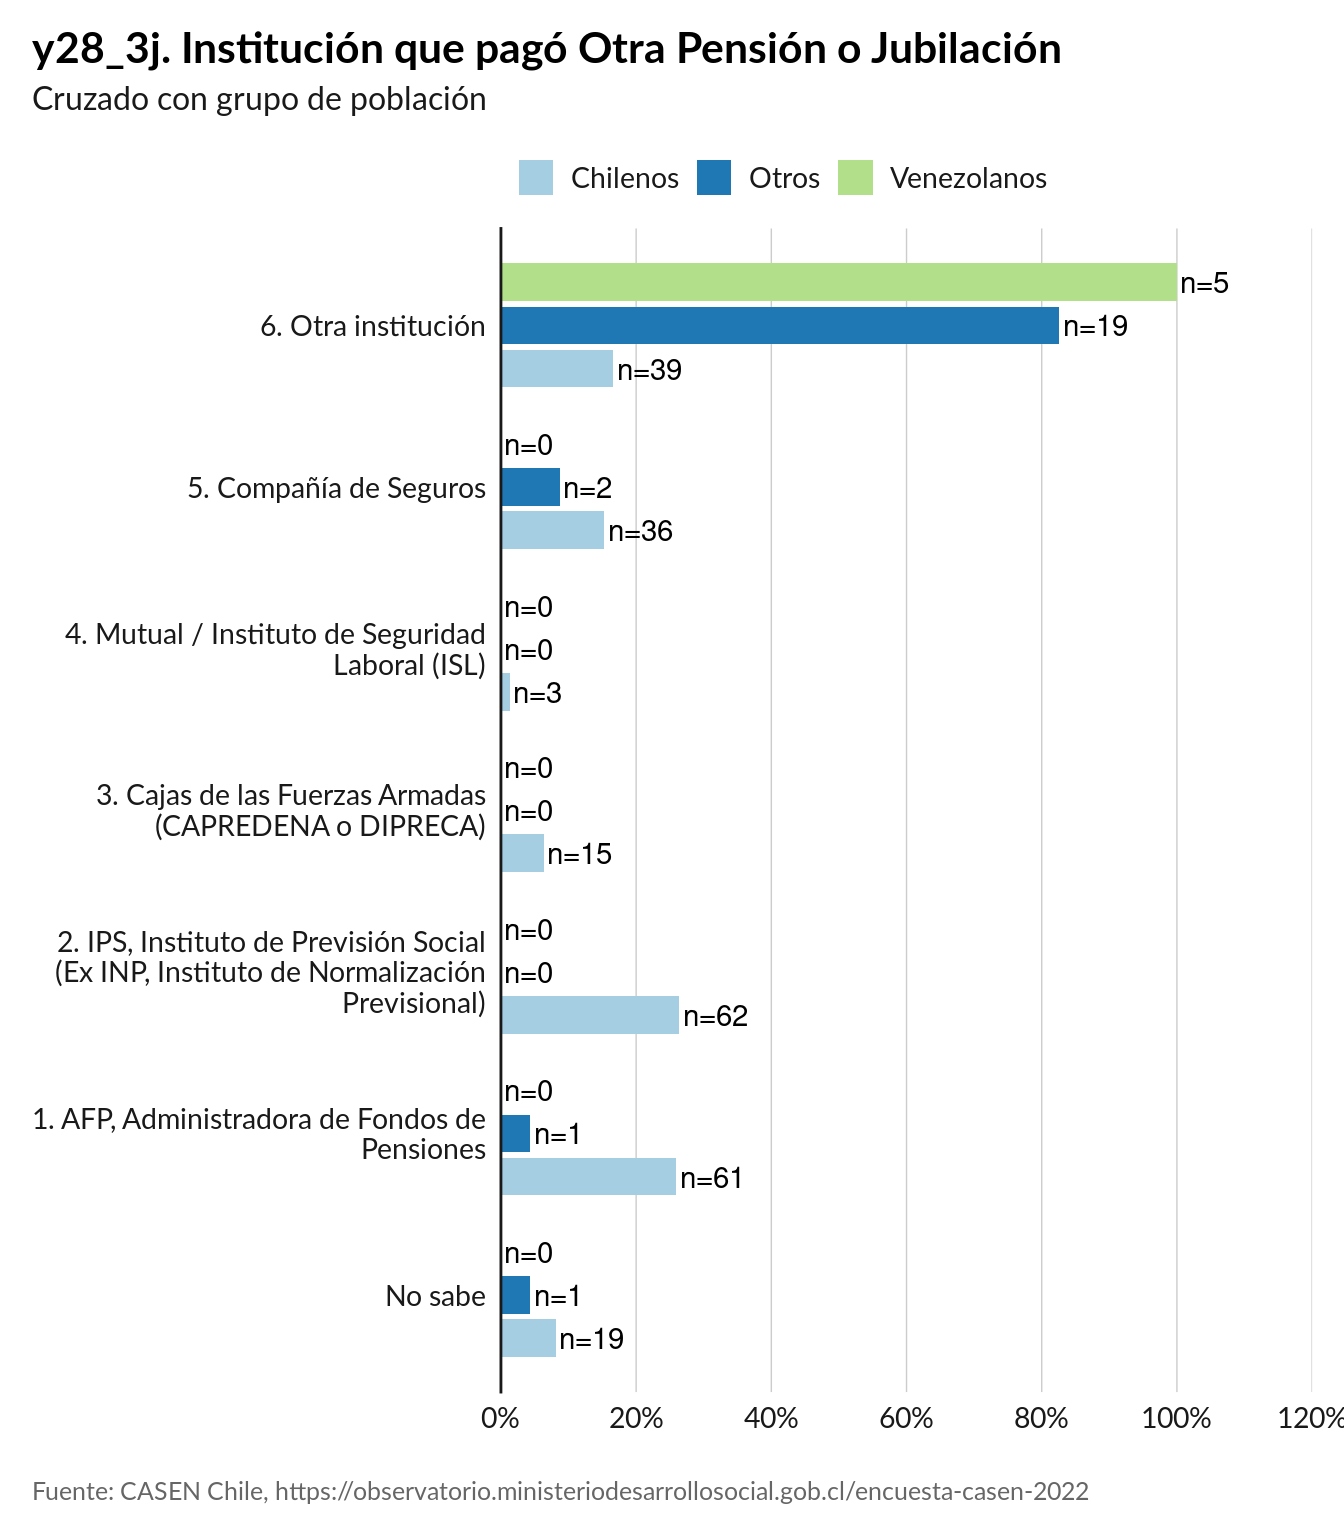 y28_3j. Institución que pagó Otra Pensión o Jubilación
Cruzado con grupo de población
Chilenos Otros Venezolanos
n=5
6. Otra institución
n=19
n=39
n=0
5. Compañía de Seguros
n=2
n=36
n=0
4. Mutual / Instituto de Seguridad
Laboral (ISL)
n=0
n=3
n=0
3. Cajas de las Fuerzas Armadas
(CAPREDENA o DIPRECA)
n=0
n=15
n=0
2. IPS, Instituto de Previsión Social
(Ex INP, Instituto de Normalización
Previsional)
n=0
n=62
n=0
1. AFP, Administradora de Fondos de
Pensiones
n=1
n=61
n=0
No sabe
n=1
n=19
0% 20% 40% 60% 80% 100% 120%
Fuente: CASEN Chile, https://observatorio.ministeriodesarrollosocial.gob.cl/encuesta-casen-2022